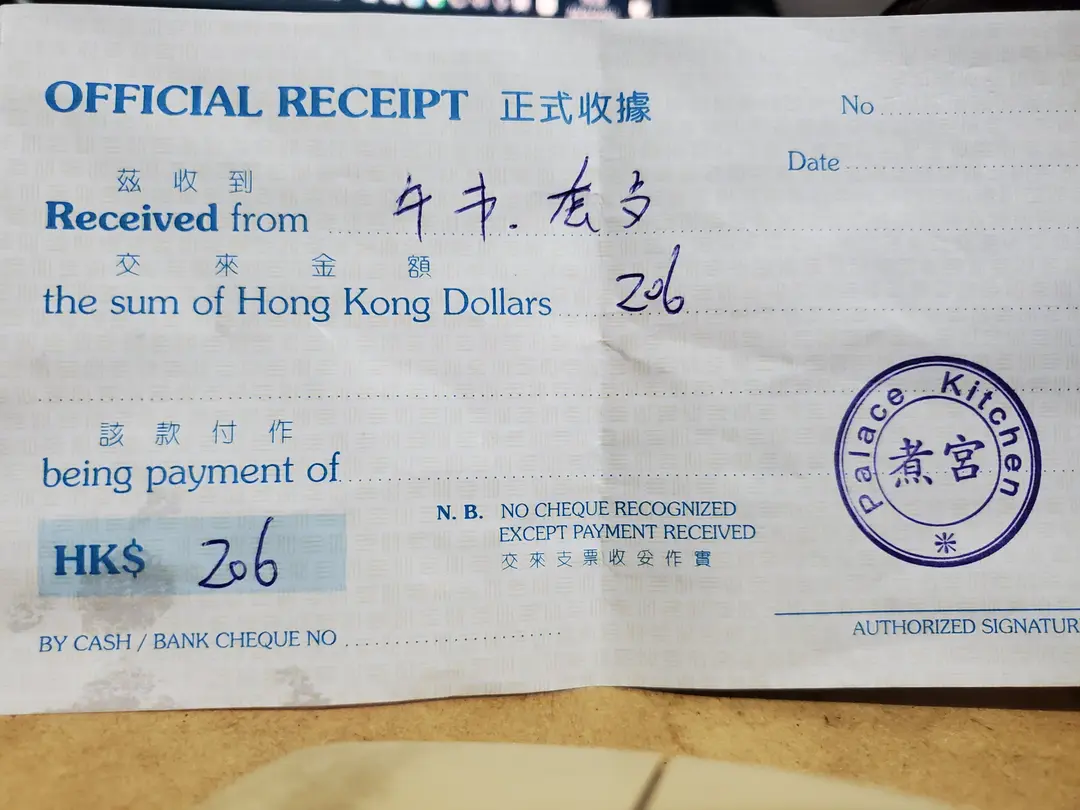 OFFICIAL RECEIPT 正式收據
No
Date
茲收到
Received from
交來金額
the sum of Hong Kong Dollars 206
該款付作
being payment of
Palace Kitchen
煮宮
N. B. NO CHEQUE RECOGNIZED
EXCEPT PAYMENT RECEIVED
交來支票收妥作實
HK$ 206
AUTHORIZED SIGNATUR
BY CASH / BANK CHEQUE NO